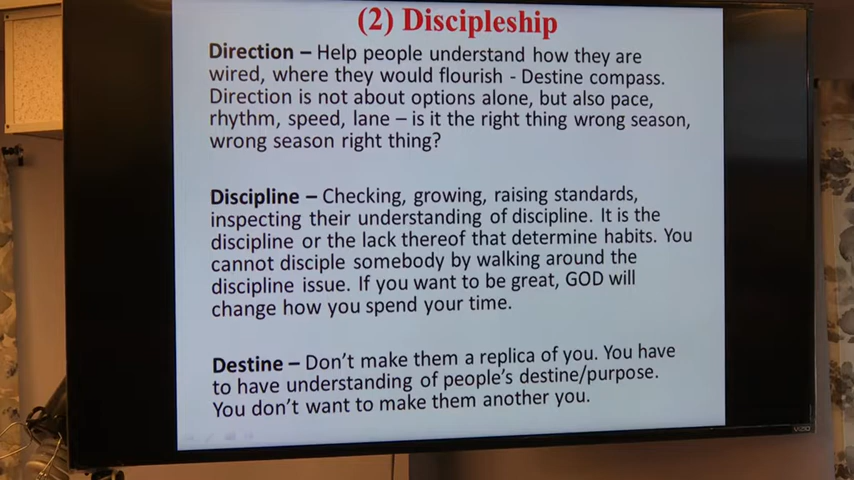 (2) Discipleship
Direction – Help people understand how they are
wired, where they would flourish - Destine compass.
Direction is not about options alone, but also pace,
rhythm, speed, lane – is it the right thing wrong season,
wrong season right thing?
Discipline – Checking, growing, raising standards,
inspecting their understanding of discipline. It is the
discipline or the lack thereof that determine habits. You
cannot disciple somebody by walking around the
discipline issue. If you want to be great, GOD will
change how you spend your time.
Destine – Don't make them a replica of you. You have
to have understanding of people's destine/purpose.
You don't want to make them another you.
VIZIO